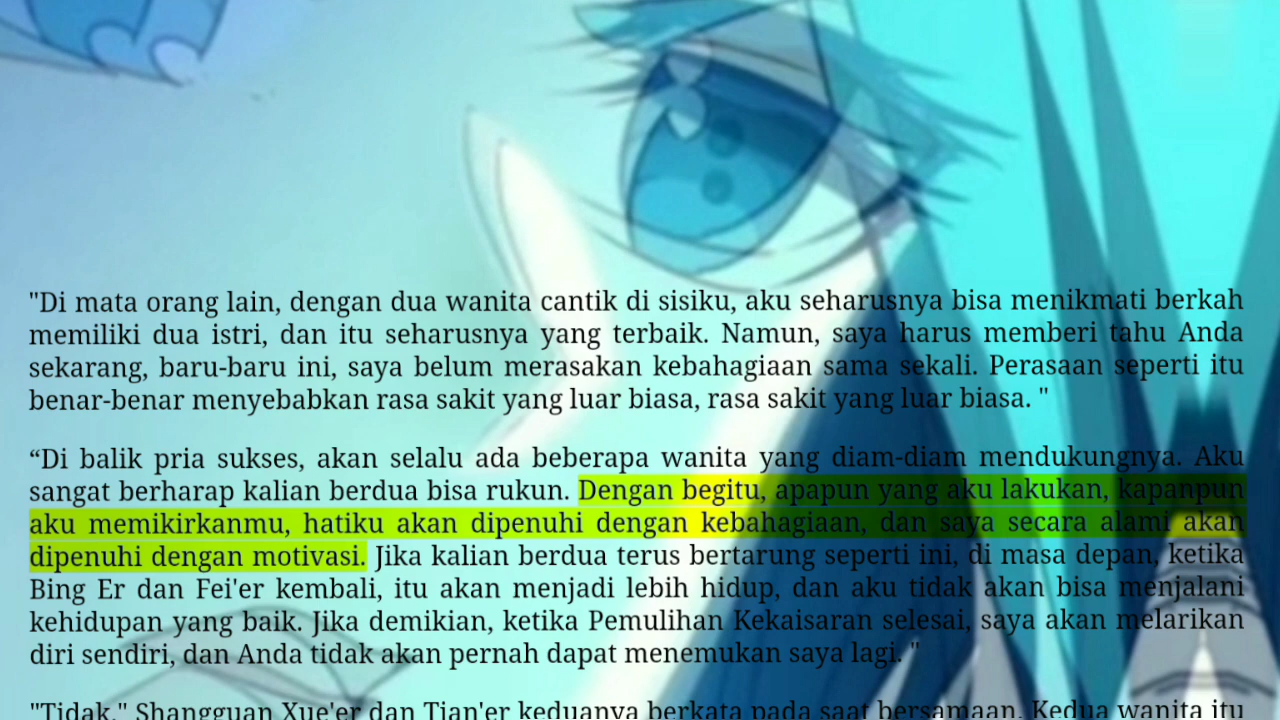 "Di mata orang lain, dengan dua wanita cantik di sisiku, aku seharusnya bisa menikmati berkah
memiliki dua istri, dan itu seharusnya yang terbaik. Namun, saya harus memberi tahu Anda
sekarang, baru-baru ini, saya belum merasakan kebahagiaan sama sekali. Perasaan seperti itu
benar-benar menyebabkan rasa sakit yang luar biasa, rasa sakit yang luar biasa. "
“Di balik pria sukses, akan selalu ada beberapa wanita yang diam-diam mendukungnya. Aku
sangat berharap kalian berdua bisa rukun. Dengan begitu, apapun yang aku lakukan, kapanpun
aku memikirkanmu, hatiku akan dipenuhi dengan kebahagiaan, dan saya secara alami akan
dipenuhi dengan motivasi. Jika kalian berdua terus bertarung seperti ini, di masa depan, ketika
Bing Er dan Fei'er kembali, itu akan menjadi lebih hidup, dan aku tidak akan bisa menjalani
kehidupan yang baik. Jika demikian, ketika Pemulihan Kekaisaran selesai, saya akan melarikan
diri sendiri, dan Anda tidak akan pernah dapat menemukan saya lagi. "
"Tidak," Shangguan Xue'er dan Tian'er keduanya berkata pada saat bersamaan. Kedua wanita itu